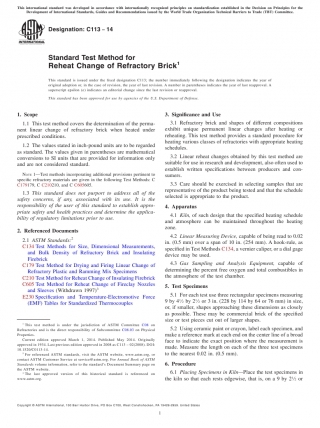 This international standard was developed in accordance with internationally recognized principles on standardization established in the Decision on Principles for the
Development of International Standards, Guides and Recommendations issued by the World Trade Organization Technical Barriers to Trade (TBT) Committee.
Designation: C113 − 14
INTERNATIONAL
Standard Test Method for
Reheat Change of Refractory Brick1
This standard is issued under the fixed designation C113; the number immediately following the designation indicates the year of
original adoption or, in the case of revision, the year of last revision. A number in parentheses indicates the year of last reapproval. A
superscript epsilon (ε) indicates an editorial change since the last revision or reapproval.
This standard has been approved for use by agencies of the U.S. Department of Defense.
1. Scope
1.1 This test method covers the determination of the perma-
nent linear change of refractory brick when heated under
prescribed conditions.
1.2 The values stated in inch-pound units are to be regarded
as standard. The values given in parentheses are mathematical
conversions to SI units that are provided for information only
and are not considered standard.
NOTE 1—Test methods incorporating additional provisions pertinent to
specific refractory materials are given in the following Test Methods: C
C179179, C C210210, and C C605605.
1.3 This standard does not purport to address all of the
safety concerns, if any, associated with its use. It is the
responsibility of the user of this standard to establish appro-
priate safety and health practices and determine the applica-
bility of regulatory limitations prior to use.
2. Referenced Documents
2.1 ASTM Standards:2
C134 Test Methods for Size, Dimensional Measurements,
and Bulk Density of Refractory Brick and Insulating
Firebrick
C179 Test Method for Drying and Firing Linear Change of
Refractory Plastic and Ramming Mix Specimens
C210 Test Method for Reheat Change of Insulating Firebrick
C605 Test Method for Reheat Change of Fireclay Nozzles
and Sleeves (Withdrawn 1997)3
E230 Specification and Temperature-Electromotive Force
(EMF) Tables for Standardized Thermocouples
1 This test method is under the jurisdiction of ASTM Committee C08 on
Refractories and is the direct responsibility of Subcommittee C08.03 on Physical
Properties.
Current edition approved March 1, 2014. Published May 2014. Originally
2 For referenced ASTM standards, visit the ASTM website, www.astm.org, or
contact ASTM Customer Service at service@astm.org. For Annual Book of ASTM
Standards volume information, refer to the standard's Document Summary page on
the ASTM website.
3 The last approved version of this historical standard is referenced on
www.astm.org.
3. Significance and Use
3.1 Refractory brick and shapes of different compositions
exhibit unique permanent linear changes after heating or
reheating. This test method provides a standard procedure for
heating various classes of refractories with appropriate heating
schedules.
3.2 Linear reheat changes obtained by this test method are
suitable for use in research and development, also often used to
establish written specifications between producers and con-
sumers.
3.3 Care should be exercised in selecting samples that are
representative of the product being tested and that the schedule
selected is appropriate to the product.
4. Apparatus
4.1 Kiln, of such design that the specified heating schedule
and atmosphere can be maintained throughout the heating
zone.
4.2 Linear Measuring Device, capable of being read to 0.02
in. (0.5 mm) over a span of 10 in. (254 mm). A hook-rule, as
specified in Test Methods C134, a vernier caliper, or a dial gage
device may be used.
4.3 Gas Sampling and Analysis Equipment, capable of
determining the percent free oxygen and total combustibles in
the atmosphere of the test chamber.
5. Test Specimens
5.1 For each test use three rectangular specimens measuring
9 by 4½ by 2½ or 3 in. (228 by 114 by 64 or 76 mm) in size,
or, if smaller, shapes approaching these dimensions as closely
as possible. These may be commercial brick of the specified
size or test pieces cut out of larger shapes.
5.2 Using ceramic paint or crayon, label each specimen, and
make a reference mark at each end on the center line of a broad
face to indicate the exact position where the measurement is
made. Measure the length on each of the three test specimens
to the nearest 0.02 in. (0.5 mm).
6. Procedure
6.1 Placing Specimens in Kiln—Place the test specimens in
the kiln so that each rests edgewise, that is, on a 9 by 2½ or
Copyright © ASTM International, 100 Barr Harbor Drive, PO Box C700, West Conshohocken, PA 19428-2959. United States
1